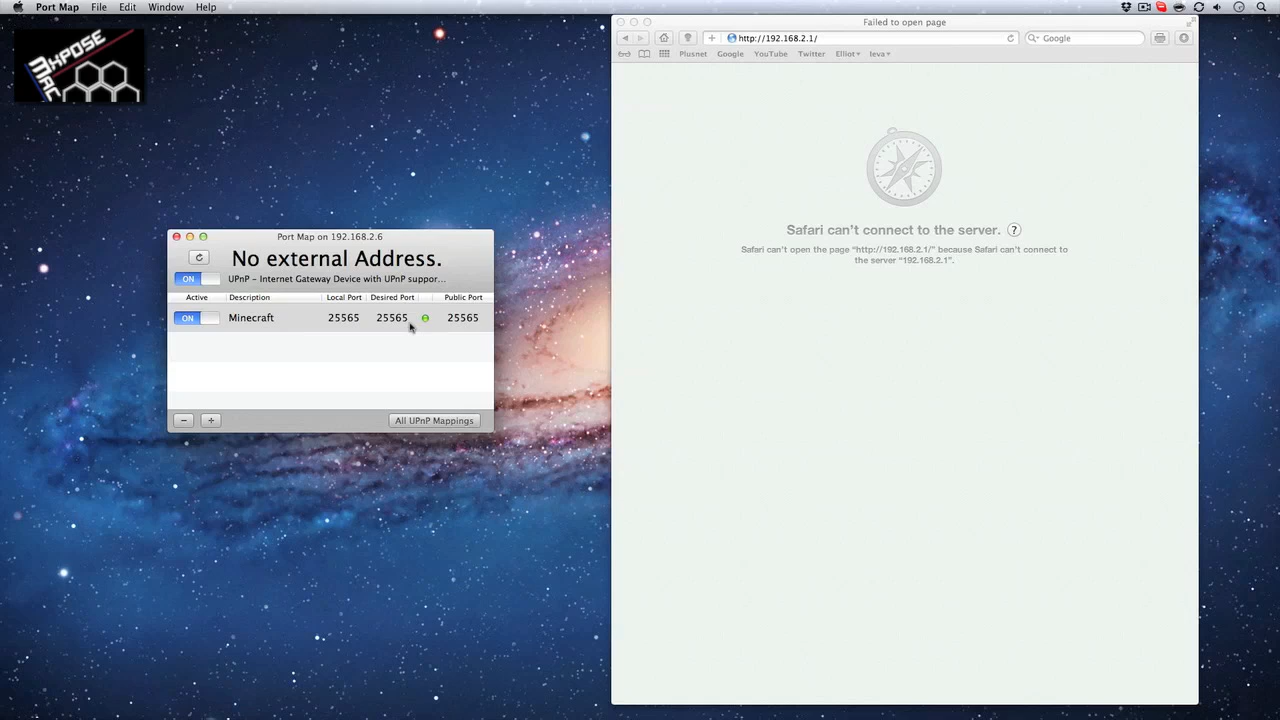 Port Map File Edit Window Help
MXPOSE
MAC
Port Map on 192.168.2.6
No external Address.
ON UPnP – Internet Gateway Device with UPnP suppor...
Active Description Local Port Desired Port Public Port
ON Minecraft 25565 25565 25565
All UPnP Mappings
Failed to open page
http://192.168.2.1/ Google
Plusnet Google YouTube Twitter Elliot Ieva
Safari can't connect to the server. ?
Safari can't open the page “http://192.168.2.1/” because Safari can't connect to
the server “192.168.2.1”.